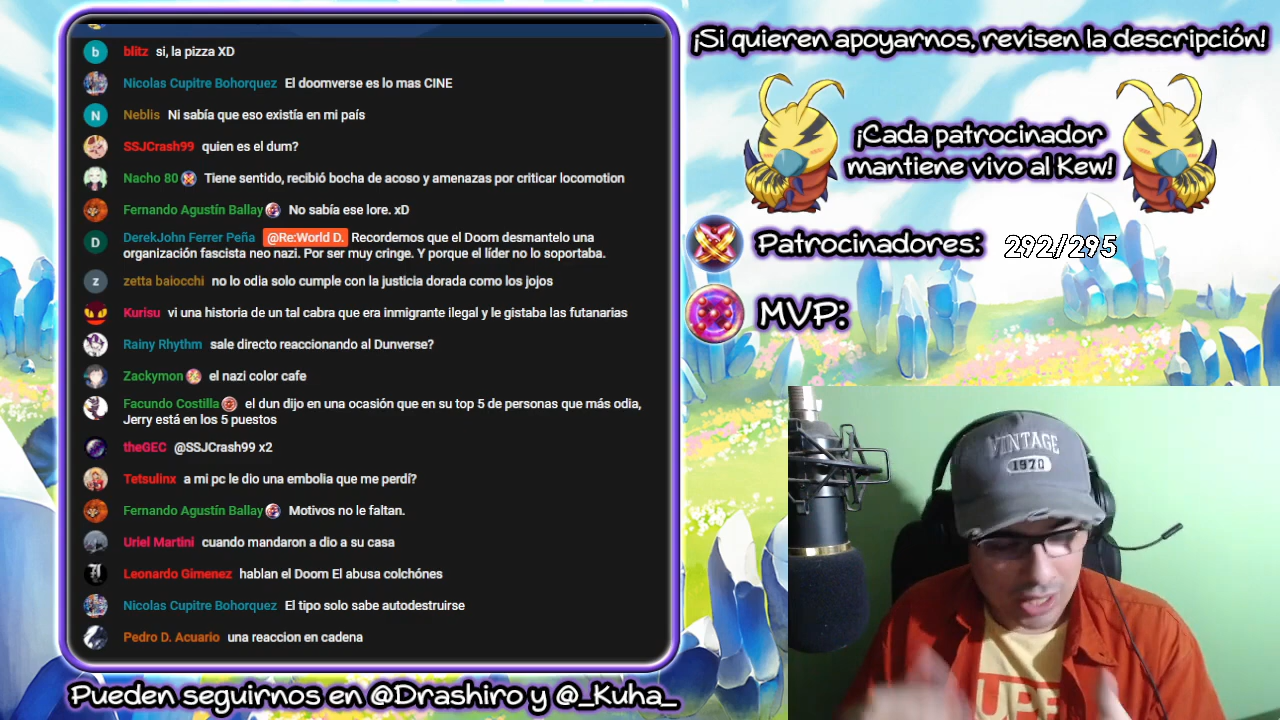 ¡Si quieren apoyarnos, revisen la descripción!
b blitz si, la pizza XD
Nicolas Cupitre Bohorquez El doomverse es lo mas CINE
N Neblis Ni sabía que eso existía en mi país
SSJCrash99 quien es el dum?
Nacho 80 Tiene sentido, recibió bocha de acoso y amenazas por criticar locomotion
Fernando Agustín Ballay No sabía ese lore. xD
D DerekJohn Ferrer Peña @Re:World D. Recordemos que el Doom desmantelo una
organización fascista neo nazi. Por ser muy cringe. Y porque el líder no lo soportaba.
z zetta baiocchi no lo odia solo cumple con la justicia dorada como los jojos
Kurisu vi una historia de un tal cabra que era inmigrante ilegal y le gistaba las futanarias
Rainy Rhythm sale directo reaccionando al Dunverse?
Zackymon el nazi color cafe
Facundo Costilla el dun dijo en una ocasión que en su top 5 de personas que más odia,
Jerry está en los 5 puestos
theGEC @SSJCrash99 x2
Tetsulinx a mi pc le dio una embolia que me perdí?
Fernando Agustín Ballay Motivos no le faltan.
Uriel Martini cuando mandaron a dio a su casa
Leonardo Gimenez hablan el Doom El abusa colchónes
Nicolas Cupitre Bohorquez El tipo solo sabe autodestruirse
Pedro D. Acuario una reaccion en cadena
Pueden seguirnos en @Drashiro y @_Kuha_
¡Cada patrocinador
mantiene vivo al Kew!
Patrocinadores: 292/295
MVP:
VINTAGE
1970